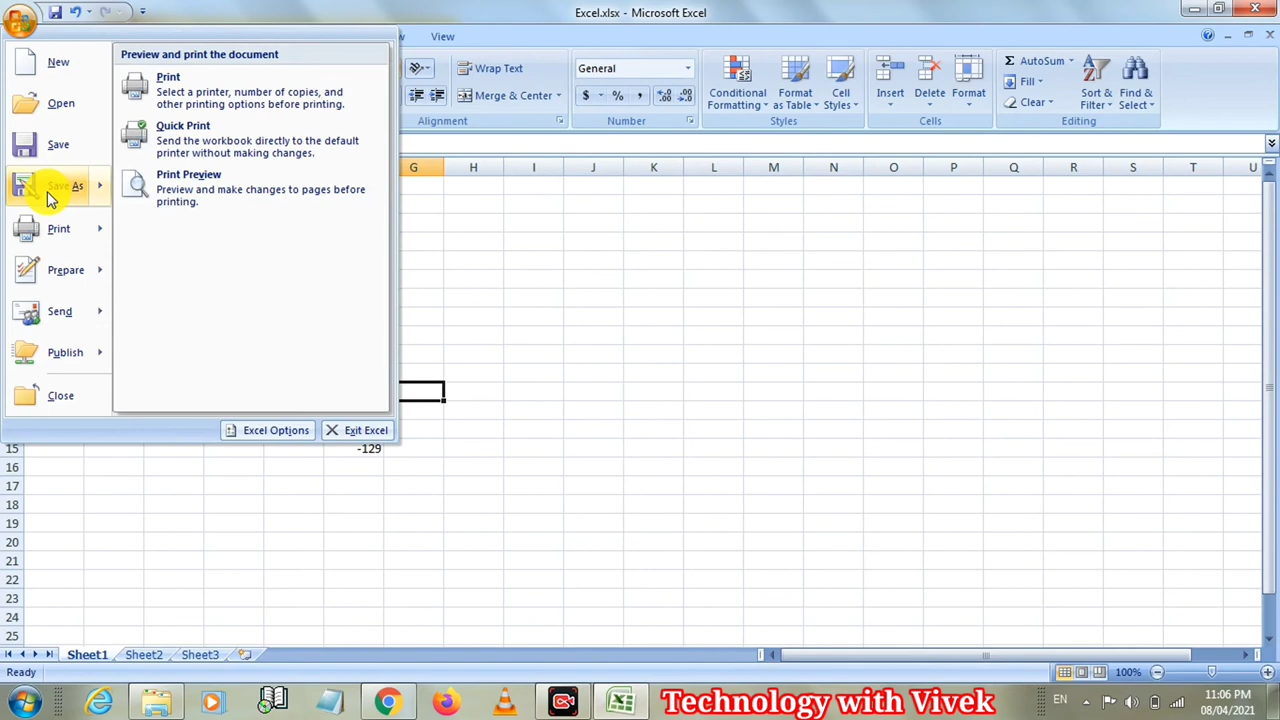 Excel.xlsx - Microsoft Excel
View
New
Open
Save
Save As
Print
Prepare
Send
Publish
Close
Preview and print the document
Print
Select a printer, number of copies, and
other printing options before printing.
Quick Print
Send the workbook directly to the default
printer without making changes.
Print Preview
Preview and make changes to pages before
printing.
Excel Options
Exit Excel
Wrap Text
Merge & Center
Alignment
General
$ % ,
Number
Conditional
Formatting
Format
as Table
Cell
Styles
Styles
Insert
Delete
Format
Cells
Σ AutoSum
Fill
Clear
Sort &
Filter
Find &
Select
Editing
G H I J K L M N O P Q R S T U
15 -129
16
17
18
19
20
21
22
23
24
25
Sheet1 Sheet2 Sheet3
Ready
100%
Technology with Vivek
EN
11:06 PM
08/04/2021